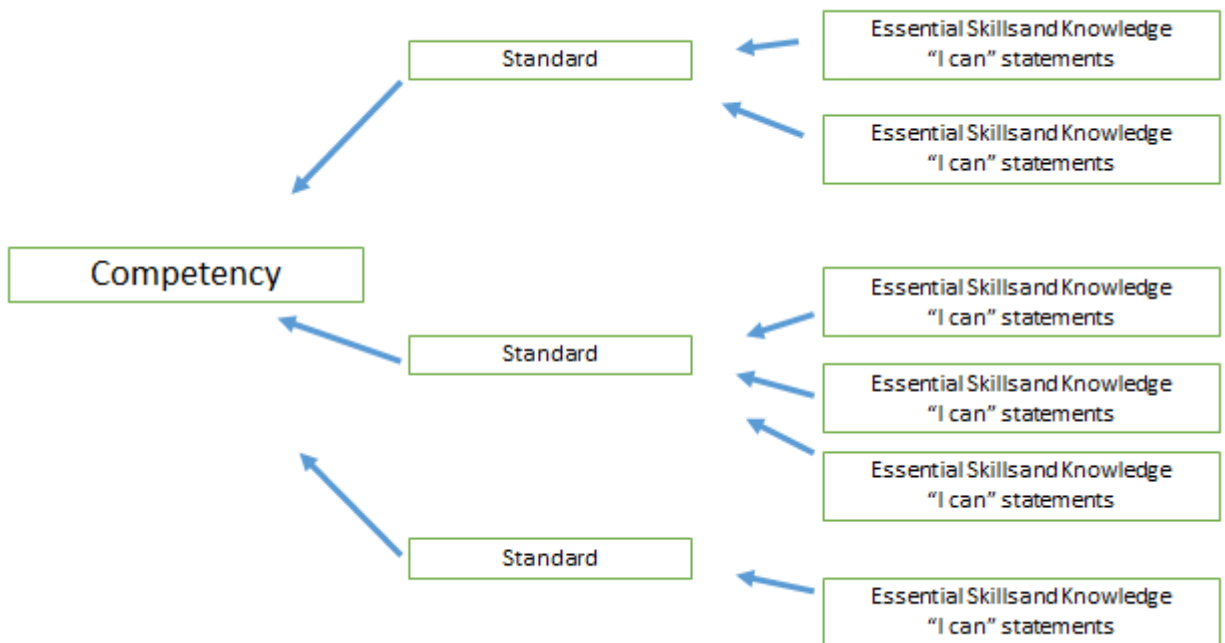 Standard
Essential Skillsand Knowledge
“I can” statements
Essential Skillsand Knowledge
“I can” statements
Competency
Standard
Essential Skillsand Knowledge
“I can” statements
Essential Skillsand Knowledge
“I can” statements
Essential Skillsand Knowledge
“I can” statements
Standard
Essential Skillsand Knowledge
“I can” statements